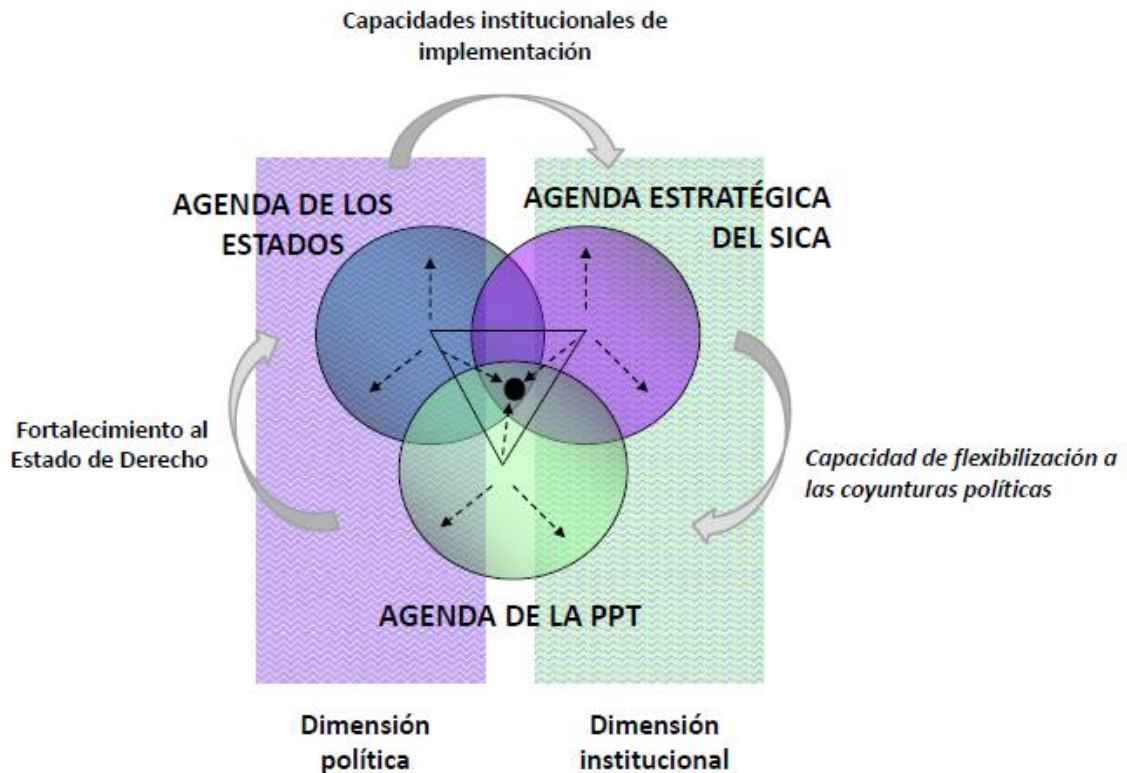 Capacidades institucionales de
implementación
AGENDA DE LOS
ESTADOS
AGENDA ESTRATÉGICA
DEL SICA
Fortalecimiento al
Estado de Derecho
Capacidad de flexibilización a
las coyunturas políticas
AGENDA DE LA PPT
Dimensión
política
Dimensión
institucional